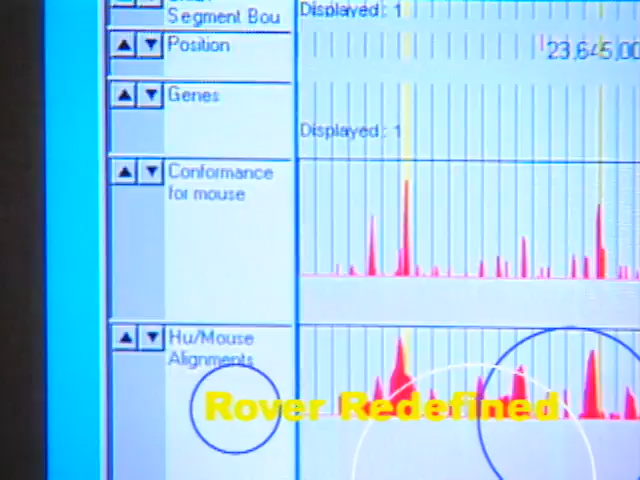 Segment Bou
Displayed: 1
Position
23,645,00
Genes
Displayed: 1
Conformance
for mouse
Hu/Mouse
Alignments
Rover Redefined